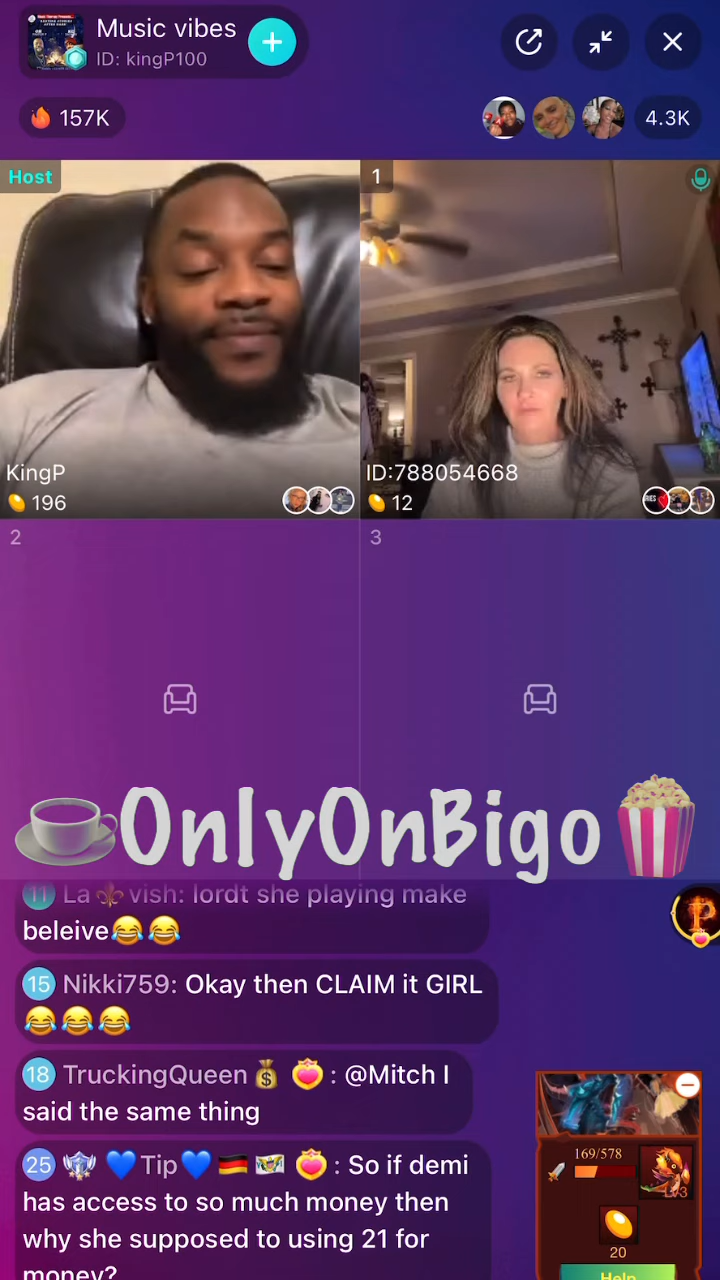 Music vibes
ID: kingP100
157K
4.3K
Host
1
KingP
196
ID:788054668
12
2
3
OnlyOnBigo
11 La vish: lordt she playing make
beleive😂😂
15 Nikki759: Okay then CLAIM it GIRL
😂😂😂
18 TruckingQueen💰 : @Mitch I
said the same thing
25 💙Tip💙🇩🇪🇻🇮 : So if demi
has access to so much money then
why she supposed to using 21 for
money?
P
169/578
Lv3
20
Help